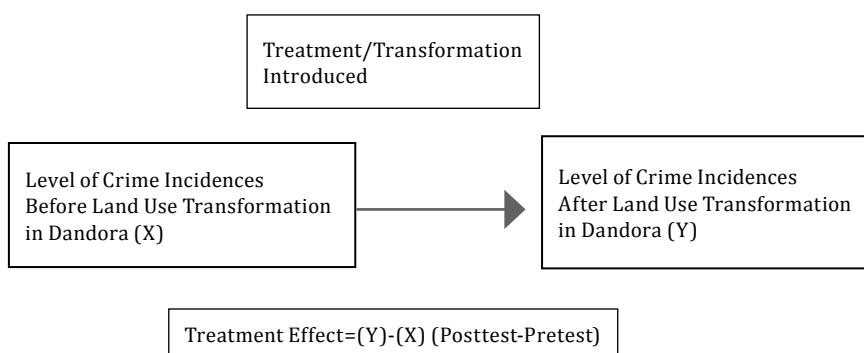 Treatment/Transformation
Introduced
Level of Crime Incidences
Before Land Use Transformation
in Dandora (X)
Level of Crime Incidences
After Land Use Transformation
in Dandora (Y)
Treatment Effect=(Y)-(X) (Posttest-Pretest)